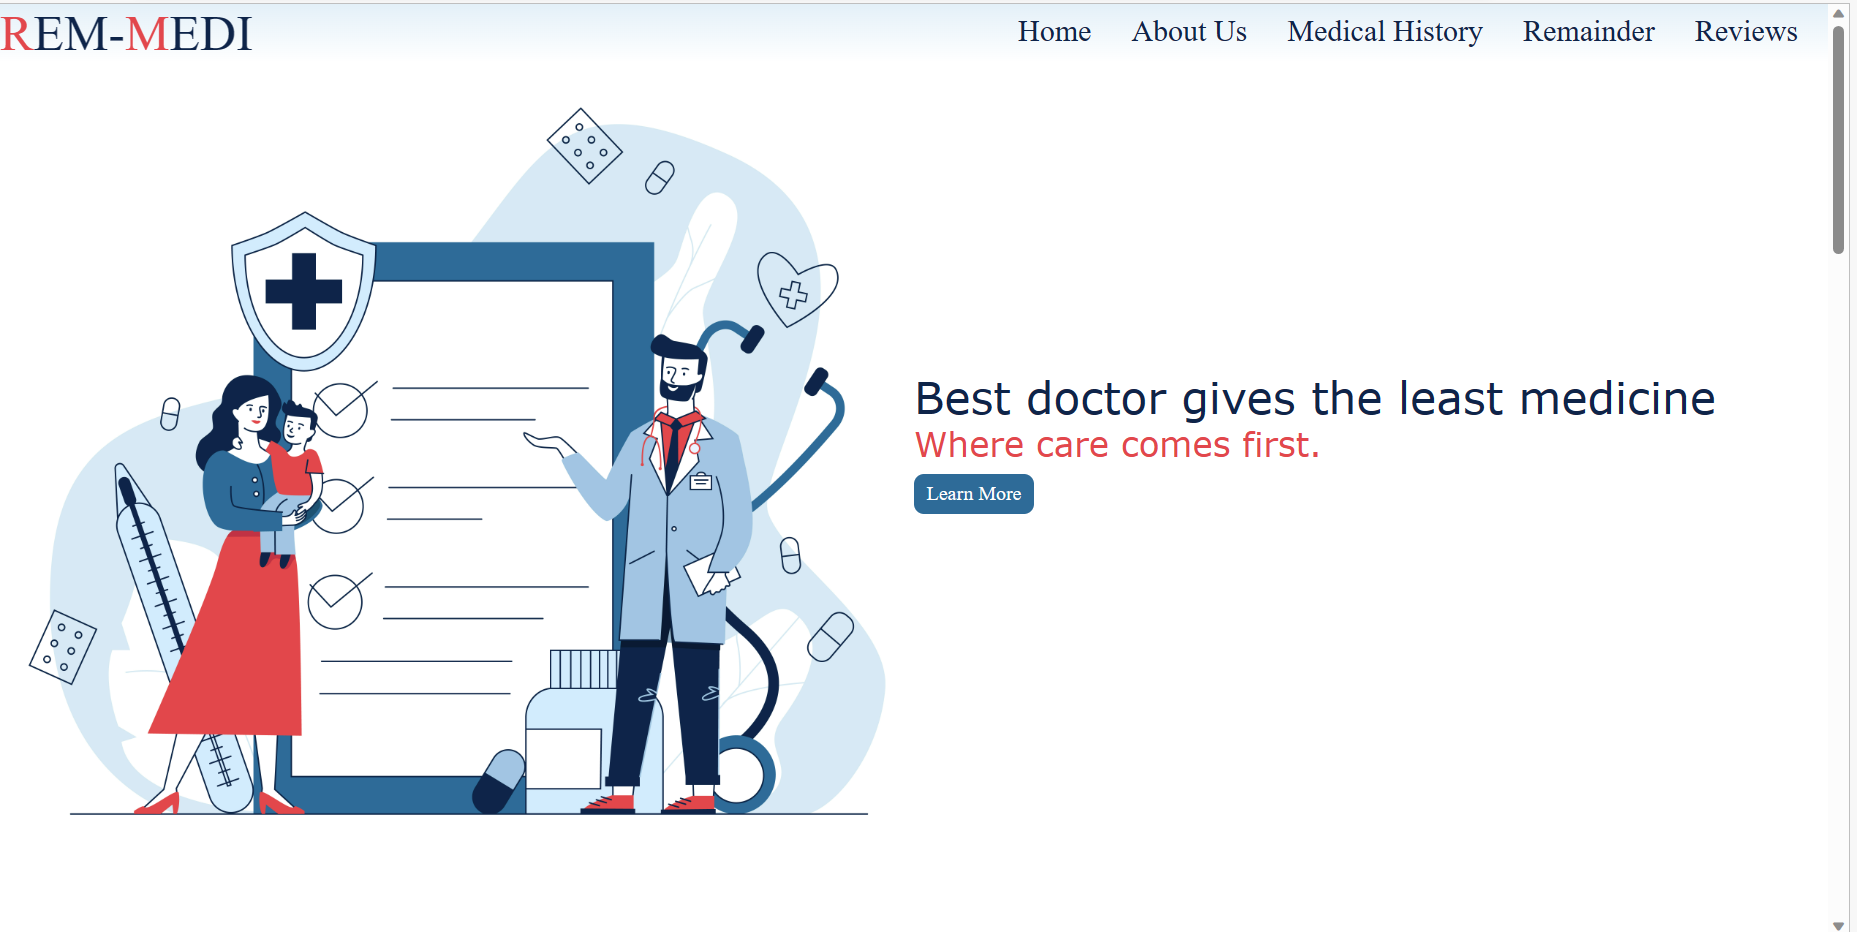 REM-MEDI
Home About Us Medical History Remainder Reviews
Best doctor gives the least medicine
Where care comes first.
Learn More